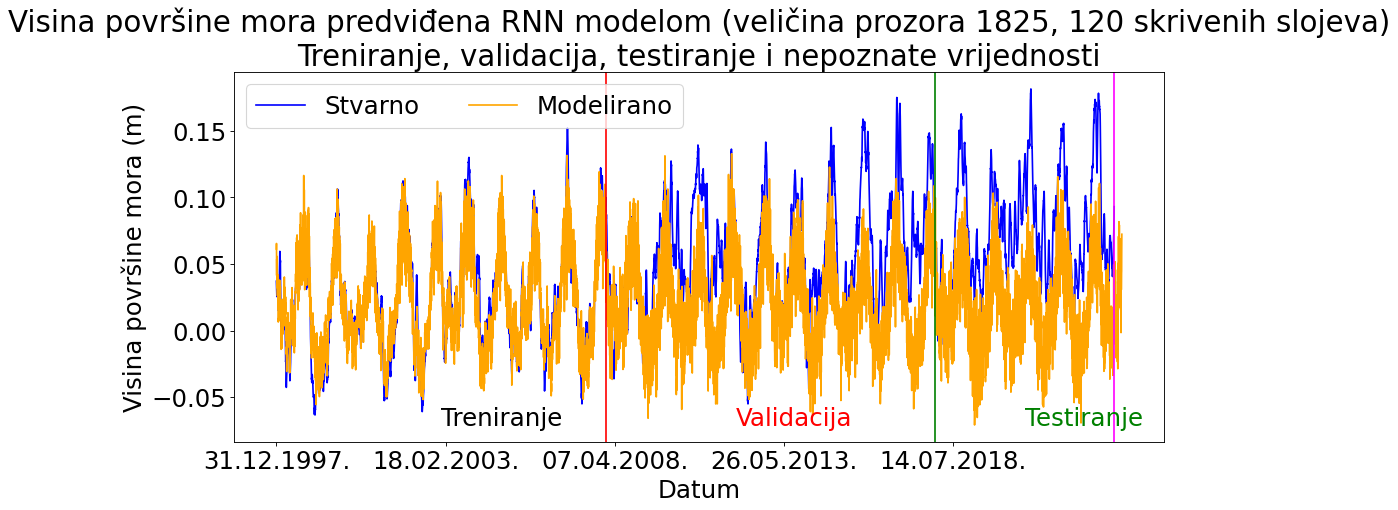 Visina površine mora predviđena RNN modelom (veličina prozora 1825, 120 skrivenih slojeva)
Treniranje, validacija, testiranje i nepoznate vrijednosti
Stvarno Modelirano
Visina površine mora (m)
0.15
0.10
0.05
0.00
−0.05
Treniranje Validacija Testiranje
31.12.1997. 18.02.2003. 07.04.2008. 26.05.2013. 14.07.2018.
Datum